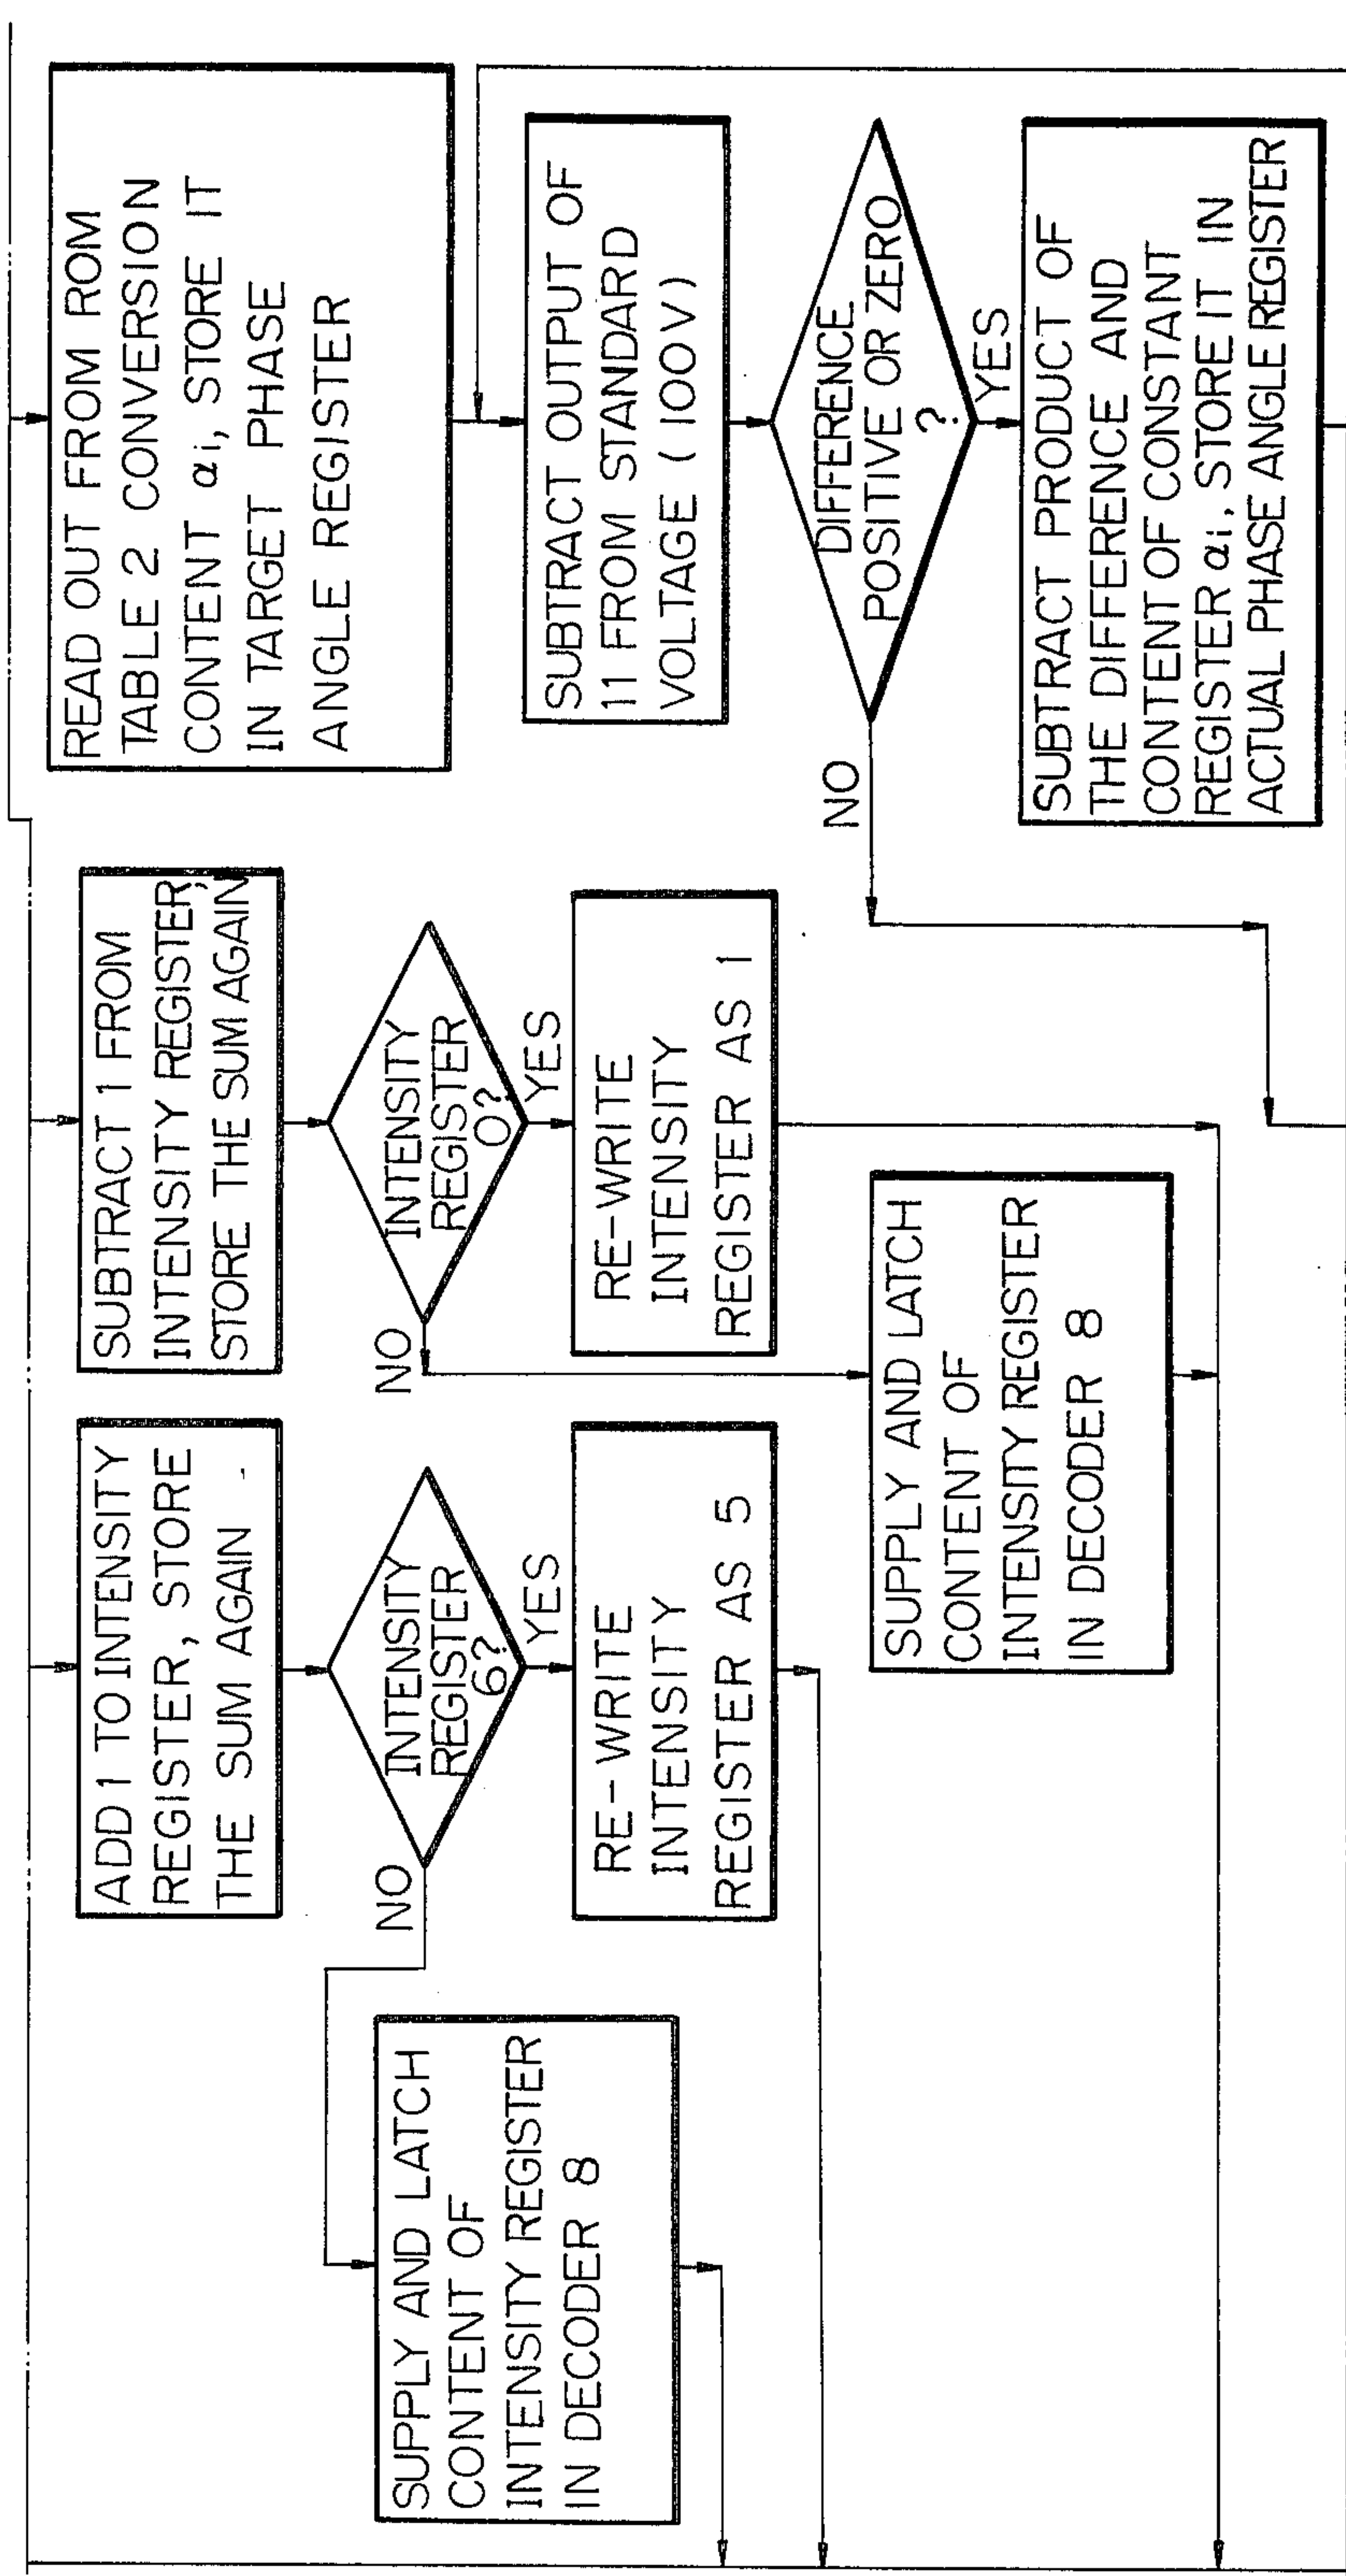 ADD 1 TO INTENSITY
REGISTER, STORE
THE SUM AGAIN
INTENSITY
REGISTER
6?
NO
YES
SUPPLY AND LATCH
CONTENT OF
INTENSITY REGISTER
IN DECODER 8
RE-WRITE
INTENSITY
REGISTER AS 5
SUBTRACT 1 FROM
INTENSITY REGISTER,
STORE THE SUM AGAIN
INTENSITY
REGISTER
0?
NO
YES
RE-WRITE
INTENSITY
REGISTER AS 1
SUPPLY AND LATCH
CONTENT OF
INTENSITY REGISTER
IN DECODER 8
READ OUT FROM ROM
TABLE 2 CONVERSION
CONTENT αi, STORE IT
IN TARGET PHASE
ANGLE REGISTER
SUBTRACT OUTPUT OF
11 FROM STANDARD
VOLTAGE (100V)
DIFFERENCE
POSITIVE OR ZERO
?
NO
YES
SUBTRACT PRODUCT OF
THE DIFFERENCE AND
CONTENT OF CONSTANT
REGISTER αi, STORE IT IN
ACTUAL PHASE ANGLE REGISTER